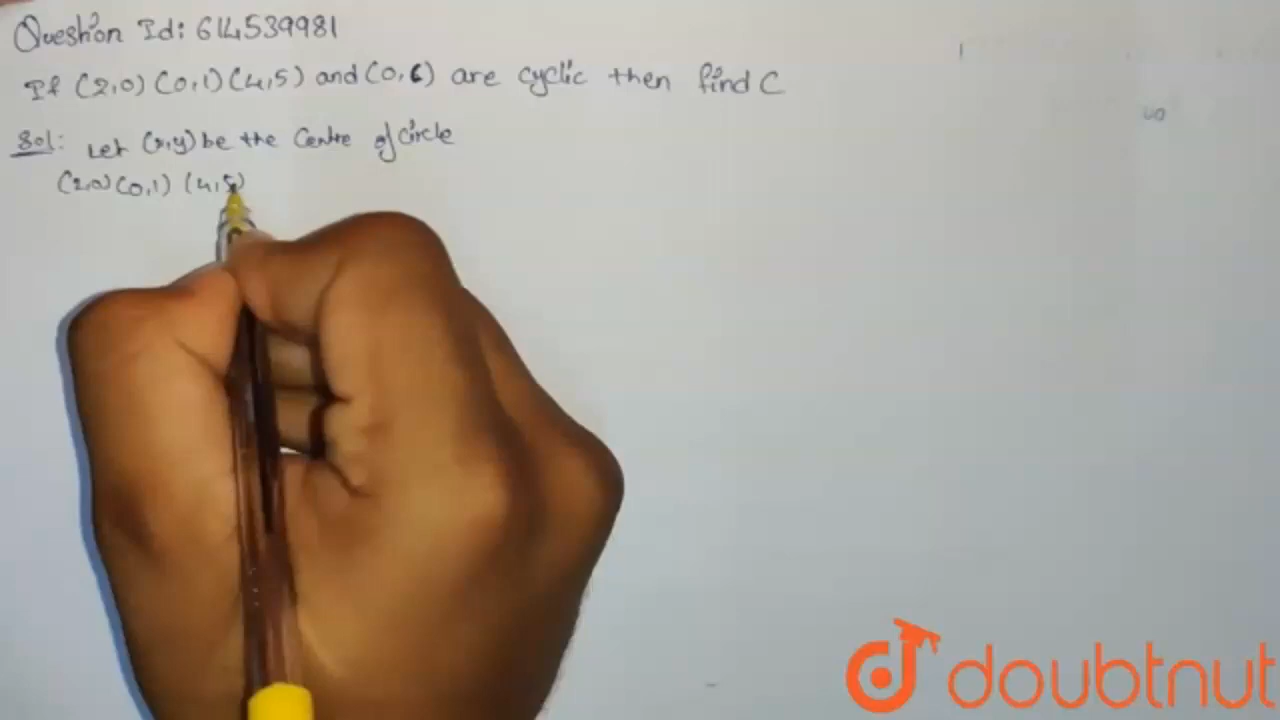 Question Id: 614539981
If (2,0) (0,1) (4,5) and (0,c) are cyclic then find C
Sol: Let (x,y) be the Centre of circle
(2,0) (0,1) (4,5)
doubtnut